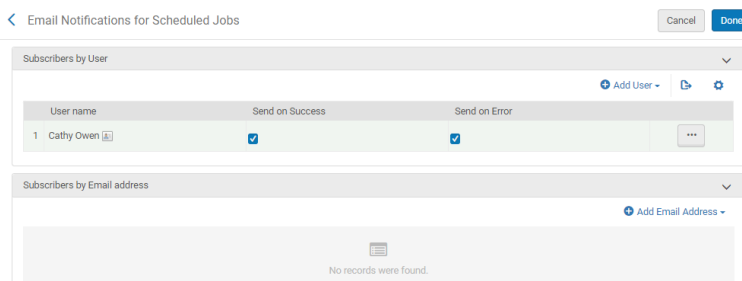 Email Notifications for Scheduled Jobs
Cancel
Done
Subscribers by User
Add User
User name Send on Success Send on Error
1 Cathy Owen
Subscribers by Email address
Add Email Address
No records were found.